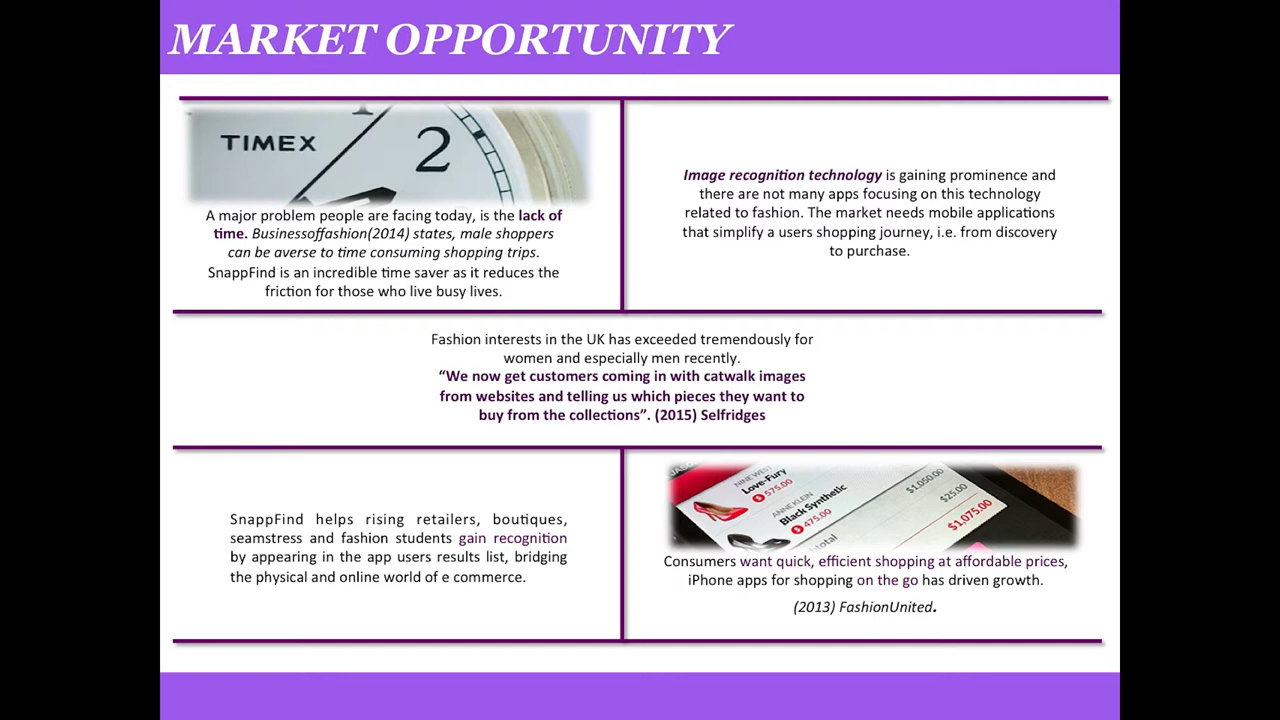 MARKET OPPORTUNITY
TIMEX
2
A major problem people are facing today, is the lack of
time. Businessoffashion(2014) states, male shoppers
can be averse to time consuming shopping trips.
SnappFind is an incredible time saver as it reduces the
friction for those who live busy lives.
Image recognition technology is gaining prominence and
there are not many apps focusing on this technology
related to fashion. The market needs mobile applications
that simplify a users shopping journey, i.e. from discovery
to purchase.
Fashion interests in the UK has exceeded tremendously for
women and especially men recently.
“We now get customers coming in with catwalk images
from websites and telling us which pieces they want to
buy from the collections”. (2015) Selfridges
SnappFind helps rising retailers, boutiques,
seamstress and fashion students gain recognition
by appearing in the app users results list, bridging
the physical and online world of e commerce.
NINE WEST
Love-Fury
$575.00
ANNE KLEIN
Black Synthetic
$475.00
$1,050.00
$25.00
$1,075.00
Consumers want quick, efficient shopping at affordable prices,
iPhone apps for shopping on the go has driven growth.
(2013) FashionUnited.